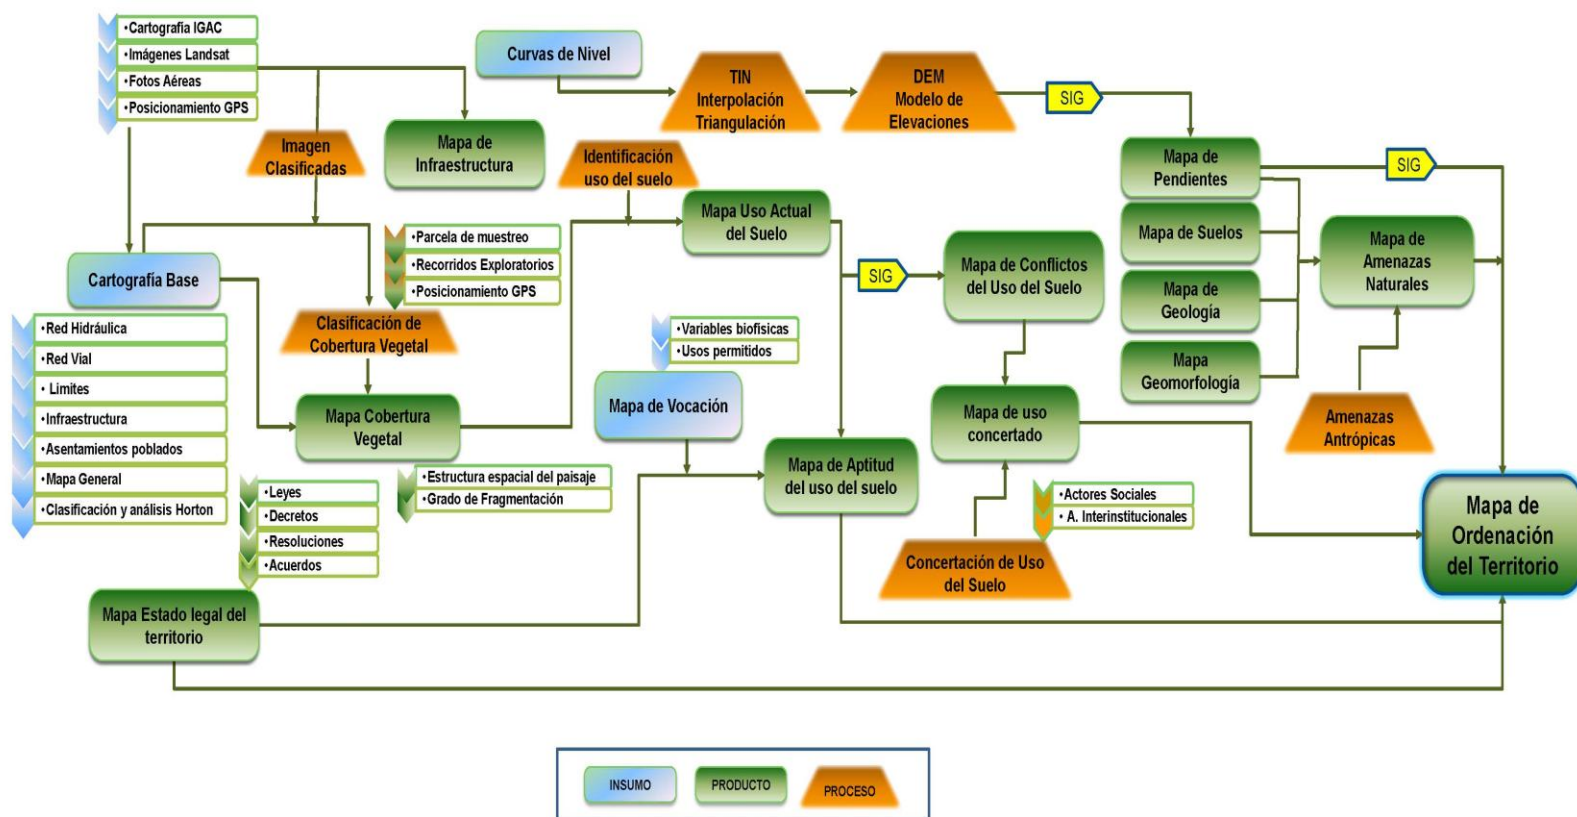 •Cartografía IGAC
•Imágenes Landsat
•Fotos Aéreas
•Posicionamiento GPS
Curvas de Nivel
TIN
Interpolación
Triangulación
DEM
Modelo de
Elevaciones
SIG
Imagen
Clasificadas
Mapa de
Infraestructura
Identificación
uso del suelo
Mapa de
Pendientes
SIG
Mapa Uso Actual
del Suelo
Mapa de Suelos
Mapa de
Amenazas
Naturales
•Parcela de muestreo
•Recorridos Exploratorios
•Posicionamiento GPS
Cartografía Base
SIG
Mapa de Conflictos
del Uso del Suelo
Mapa de
Geología
•Red Hidráulica
•Red Vial
• Limites
•Infraestructura
•Asentamientos poblados
•Mapa General
•Clasificación y análisis Horton
Clasificación de
Cobertura Vegetal
•Variables biofísicas
•Usos permitidos
Mapa
Geomorfología
Mapa de Vocación
Mapa Cobertura
Vegetal
Mapa de uso
concertado
Amenazas
Antrópicas
Mapa de Aptitud
del uso del suelo
•Estructura espacial del paisaje
•Grado de Fragmentación
•Leyes
•Decretos
•Resoluciones
•Acuerdos
•Actores Sociales
• A. Interinstitucionales
Mapa de
Ordenación
del Territorio
Concertación de Uso
del Suelo
Mapa Estado legal del
territorio
INSUMO
PRODUCTO
PROCESO